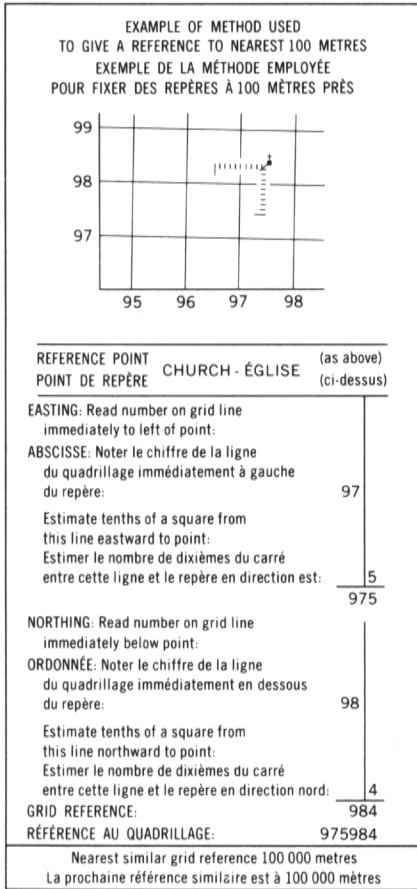 EXAMPLE OF METHOD USED
TO GIVE A REFERENCE TO NEAREST 100 METRES
EXEMPLE DE LA MÉTHODE EMPLOYÉE
POUR FIXER DES REPÈRES À 100 MÈTRES PRÈS
99
98
97
95 96 97 98
REFERENCE POINT
POINT DE REPÈRE
CHURCH - ÉGLISE
(as above)
(ci-dessus)
EASTING: Read number on grid line
immediately to left of point:
ABSCISSE: Noter le chiffre de la ligne
du quadrillage immédiatement à gauche
du repère: 97
Estimate tenths of a square from
this line eastward to point:
Estimer le nombre de dixièmes du carré
entre cette ligne et le repère en direction est: 5
975
NORTHING: Read number on grid line
immediately below point:
ORDONNÉE: Noter le chiffre de la ligne
du quadrillage immédiatement en dessous
du repère: 98
Estimate tenths of a square from
this line northward to point:
Estimer le nombre de dixièmes du carré
entre cette ligne et le repère en direction nord: 4
GRID REFERENCE: 984
RÉFÉRENCE AU QUADRILLAGE: 975984
Nearest similar grid reference 100 000 metres
La prochaine référence similaire est à 100 000 mètres